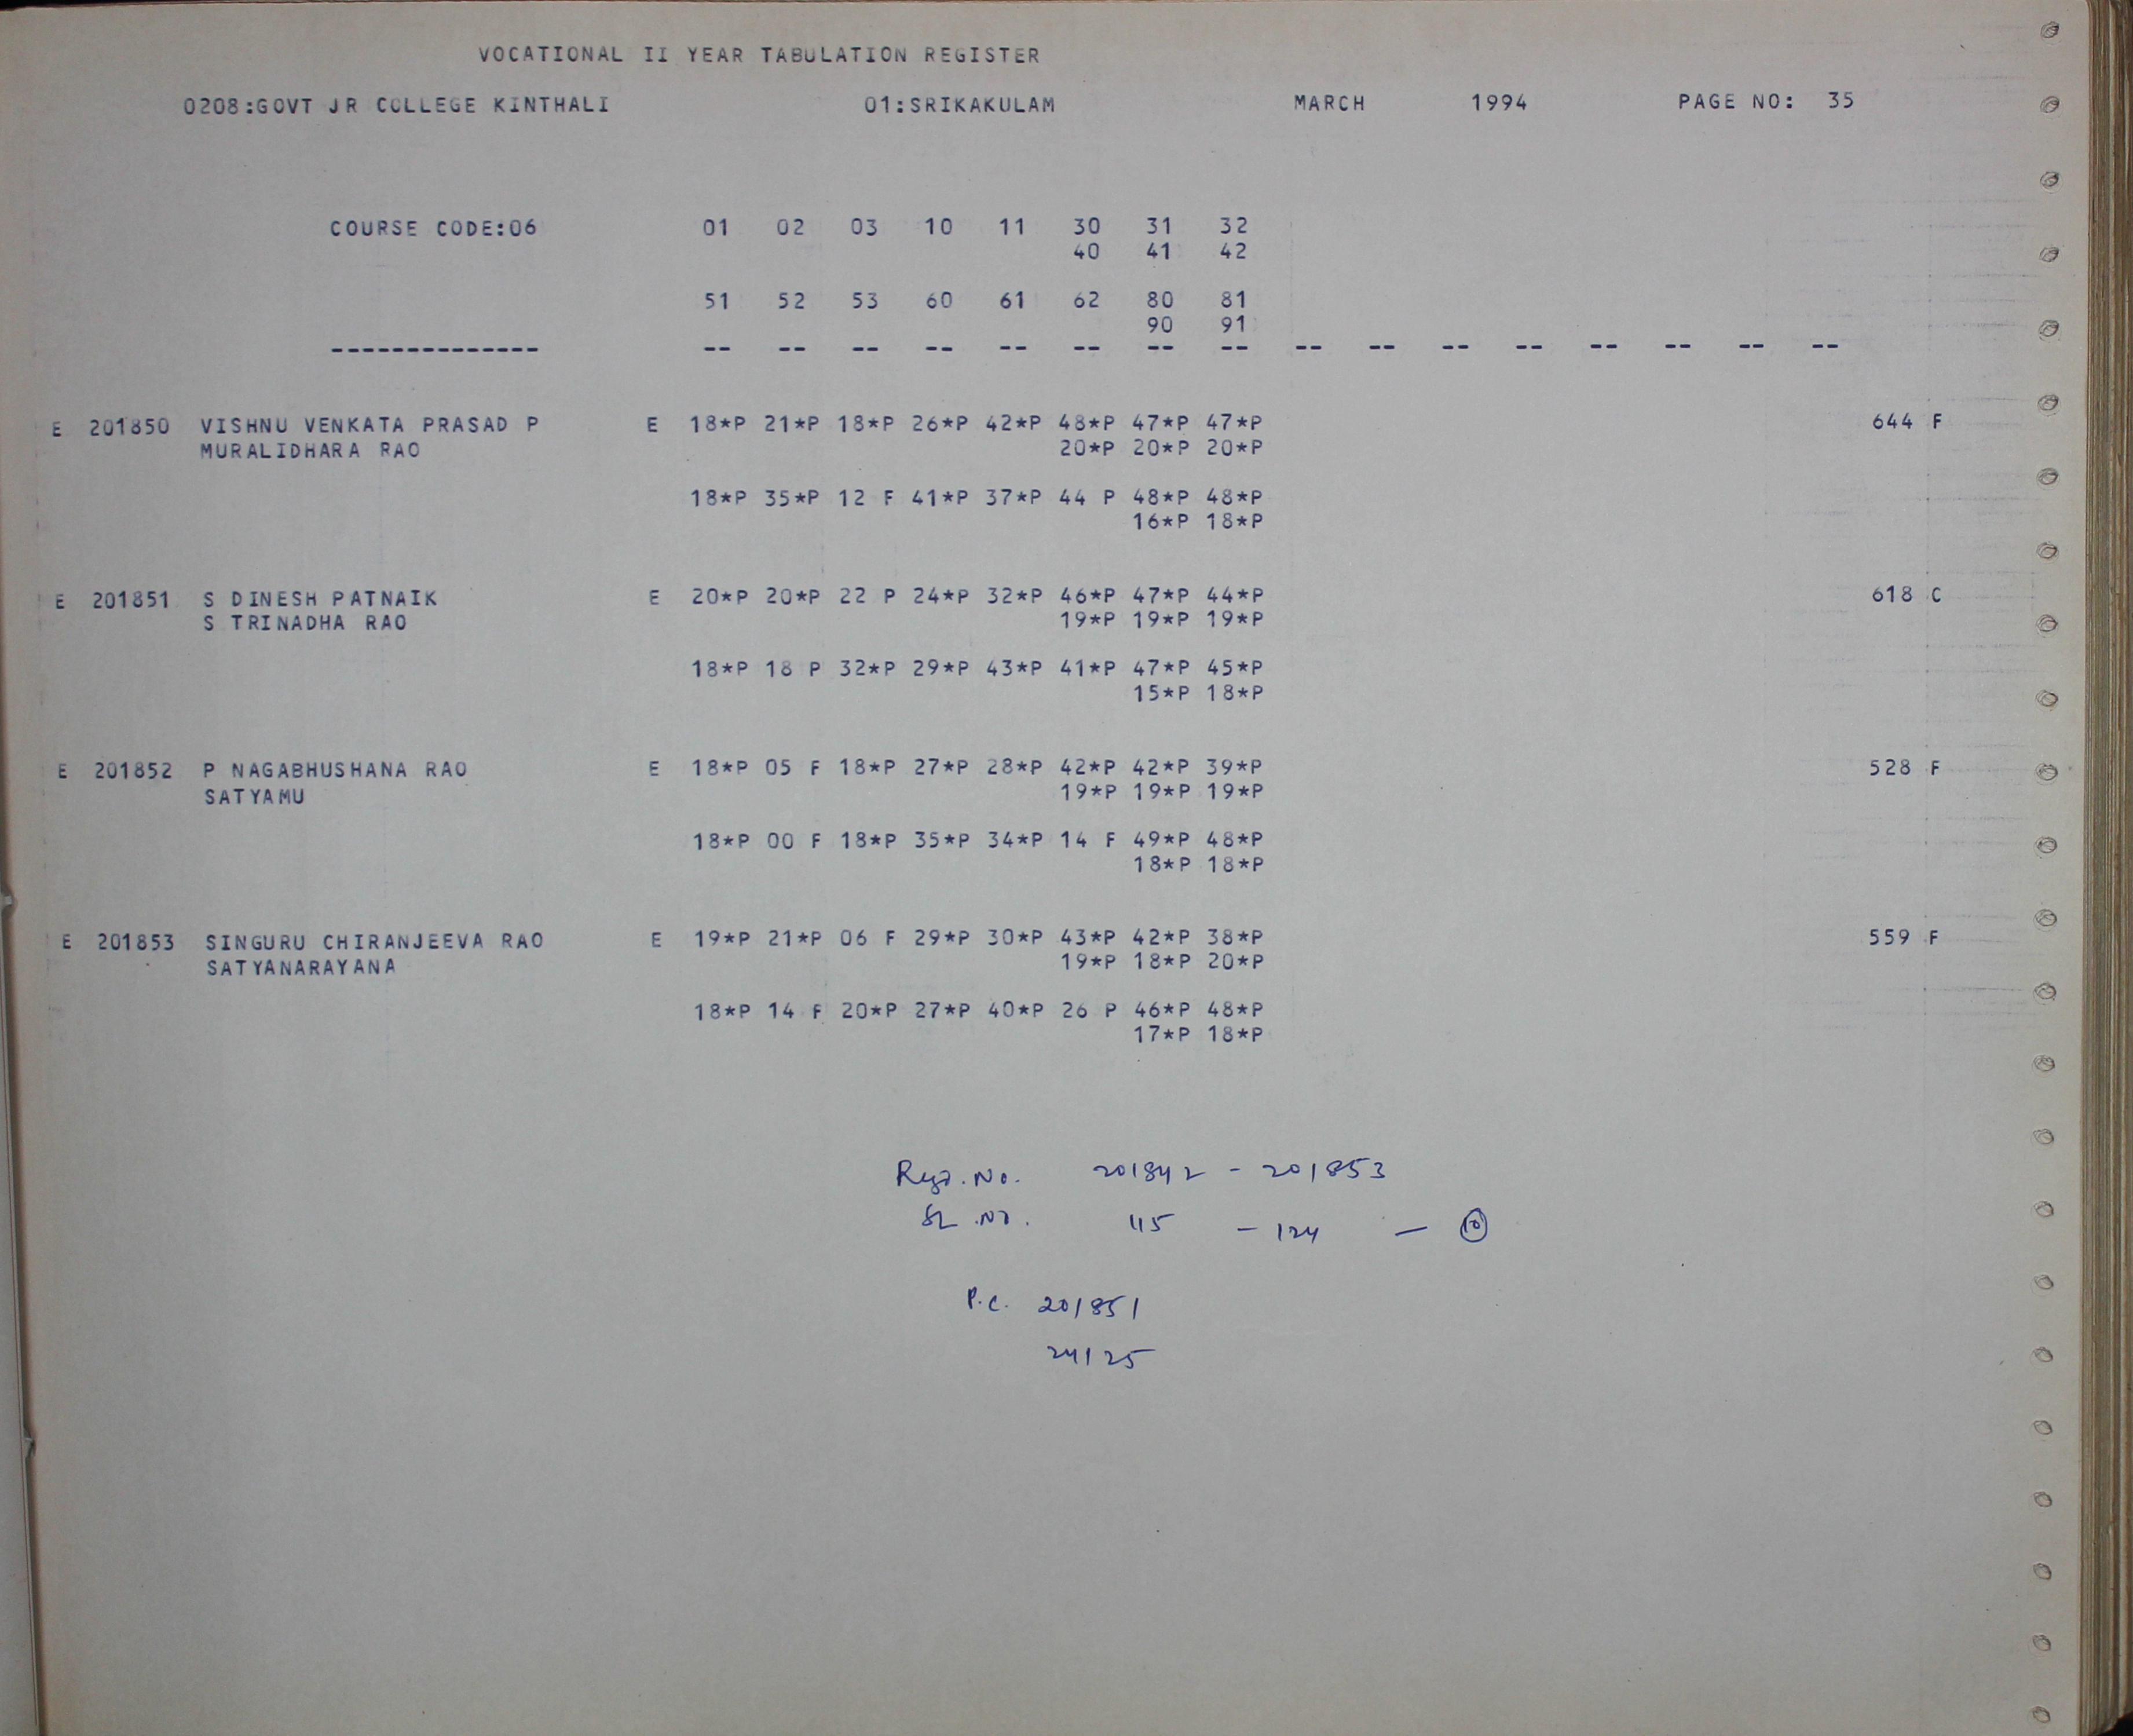 VOCATIONAL II YEAR TABULATION REGISTER
0208:GOVT JR COLLEGE KINTHALI 01:SRIKAKULAM MARCH 1994 PAGE NO: 35
COURSE CODE:06 01 02 03 10 11 30 31 32
40 41 42
51 52 53 60 61 62 80 81
90 91
-------------- -- -- -- -- -- -- -- -- -- -- -- -- -- -- -- --
E 201850 VISHNU VENKATA PRASAD P E 18*P 21*P 18*P 26*P 42*P 48*P 47*P 47*P 644 F
MURALIDHARA RAO 20*P 20*P 20*P
18*P 35*P 12 F 41*P 37*P 44 P 48*P 48*P
16*P 18*P
E 201851 S DINESH PATNAIK E 20*P 20*P 22 P 24*P 32*P 46*P 47*P 44*P 618 C
S TRINADHA RAO 19*P 19*P 19*P
18*P 18 P 32*P 29*P 43*P 41*P 47*P 45*P
15*P 18*P
E 201852 P NAGABHUSHANA RAO E 18*P 05 F 18*P 27*P 28*P 42*P 42*P 39*P 528 F
SATYAMU 19*P 19*P 19*P
18*P 00 F 18*P 35*P 34*P 14 F 49*P 48*P
18*P 18*P
E 201853 SINGURU CHIRANJEEVA RAO E 19*P 21*P 06 F 29*P 30*P 43*P 42*P 38*P 559 F
SATYANARAYANA 19*P 18*P 20*P
18*P 14 F 20*P 27*P 40*P 26 P 46*P 48*P
17*P 18*P
Regd. No. 201842 - 201853
SL .No. 115 - 124 - 10
P.C. 201851
24125